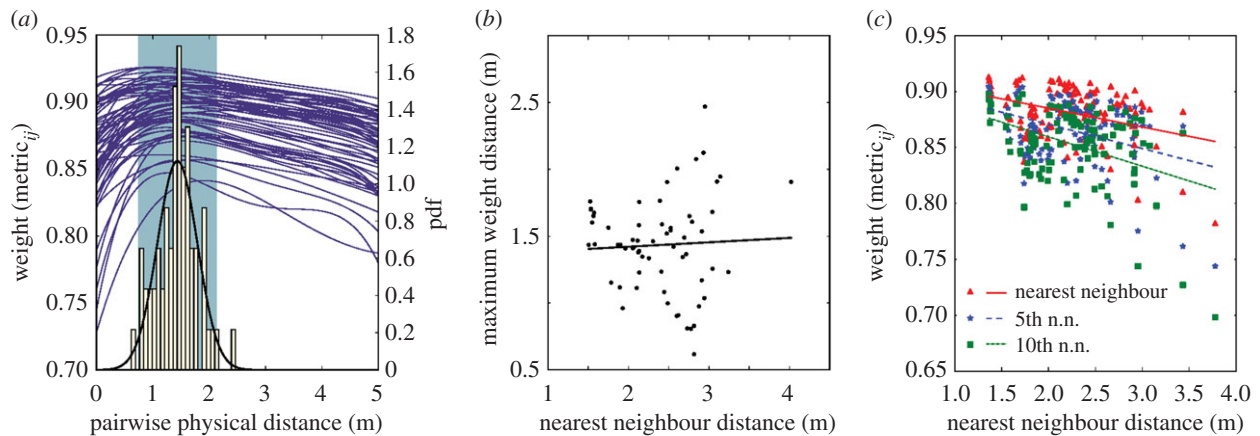 (a)
0.95
0.90
0.85
0.80
0.75
0.70
weight (metric_ij)
1.8
1.6
1.4
1.2
1.0
0.8
0.6
0.4
0.2
0
pdf
0 1 2 3 4 5
pairwise physical distance (m)
(b)
2.5
1.5
0.5
maximum weight distance (m)
1 2 3 4
nearest neighbour distance (m)
(c)
0.95
0.90
0.85
0.80
0.75
0.70
0.65
weight (metric_ij)
nearest neighbour
5th n.n.
10th n.n.
1.0 1.5 2.0 2.5 3.0 3.5 4.0
nearest neighbour distance (m)